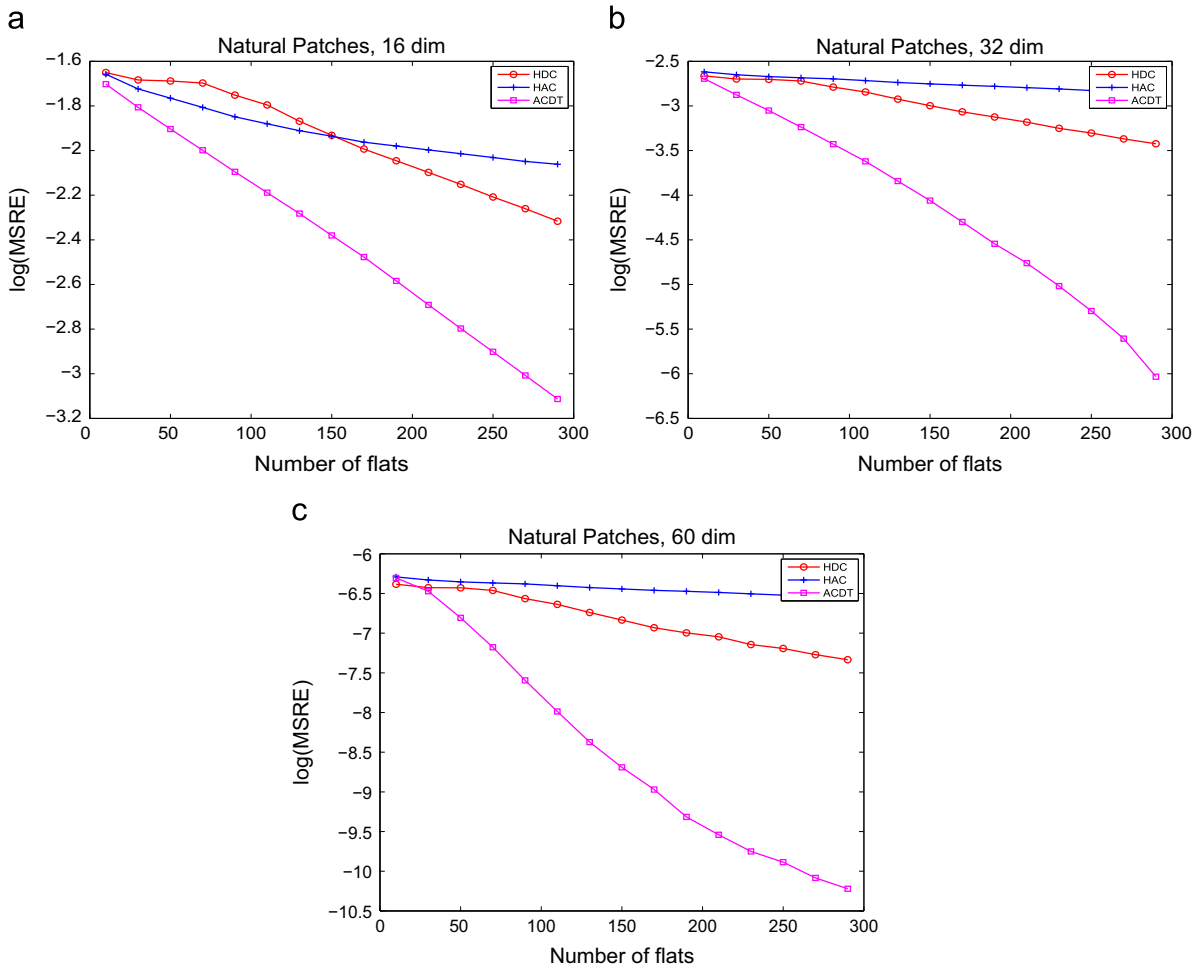 a
Natural Patches, 16 dim
HDC
HAC
ACDT
−1.6
−1.8
−2
−2.2
−2.4
−2.6
−2.8
−3
−3.2
log(MSRE)
0 50 100 150 200 250 300
Number of flats
b
Natural Patches, 32 dim
HDC
HAC
ACDT
−2.5
−3
−3.5
−4
−4.5
−5
−5.5
−6
−6.5
log(MSRE)
0 50 100 150 200 250 300
Number of flats
c
Natural Patches, 60 dim
HDC
HAC
ACDT
−6
−6.5
−7
−7.5
−8
−8.5
−9
−9.5
−10
−10.5
log(MSRE)
0 50 100 150 200 250 300
Number of flats